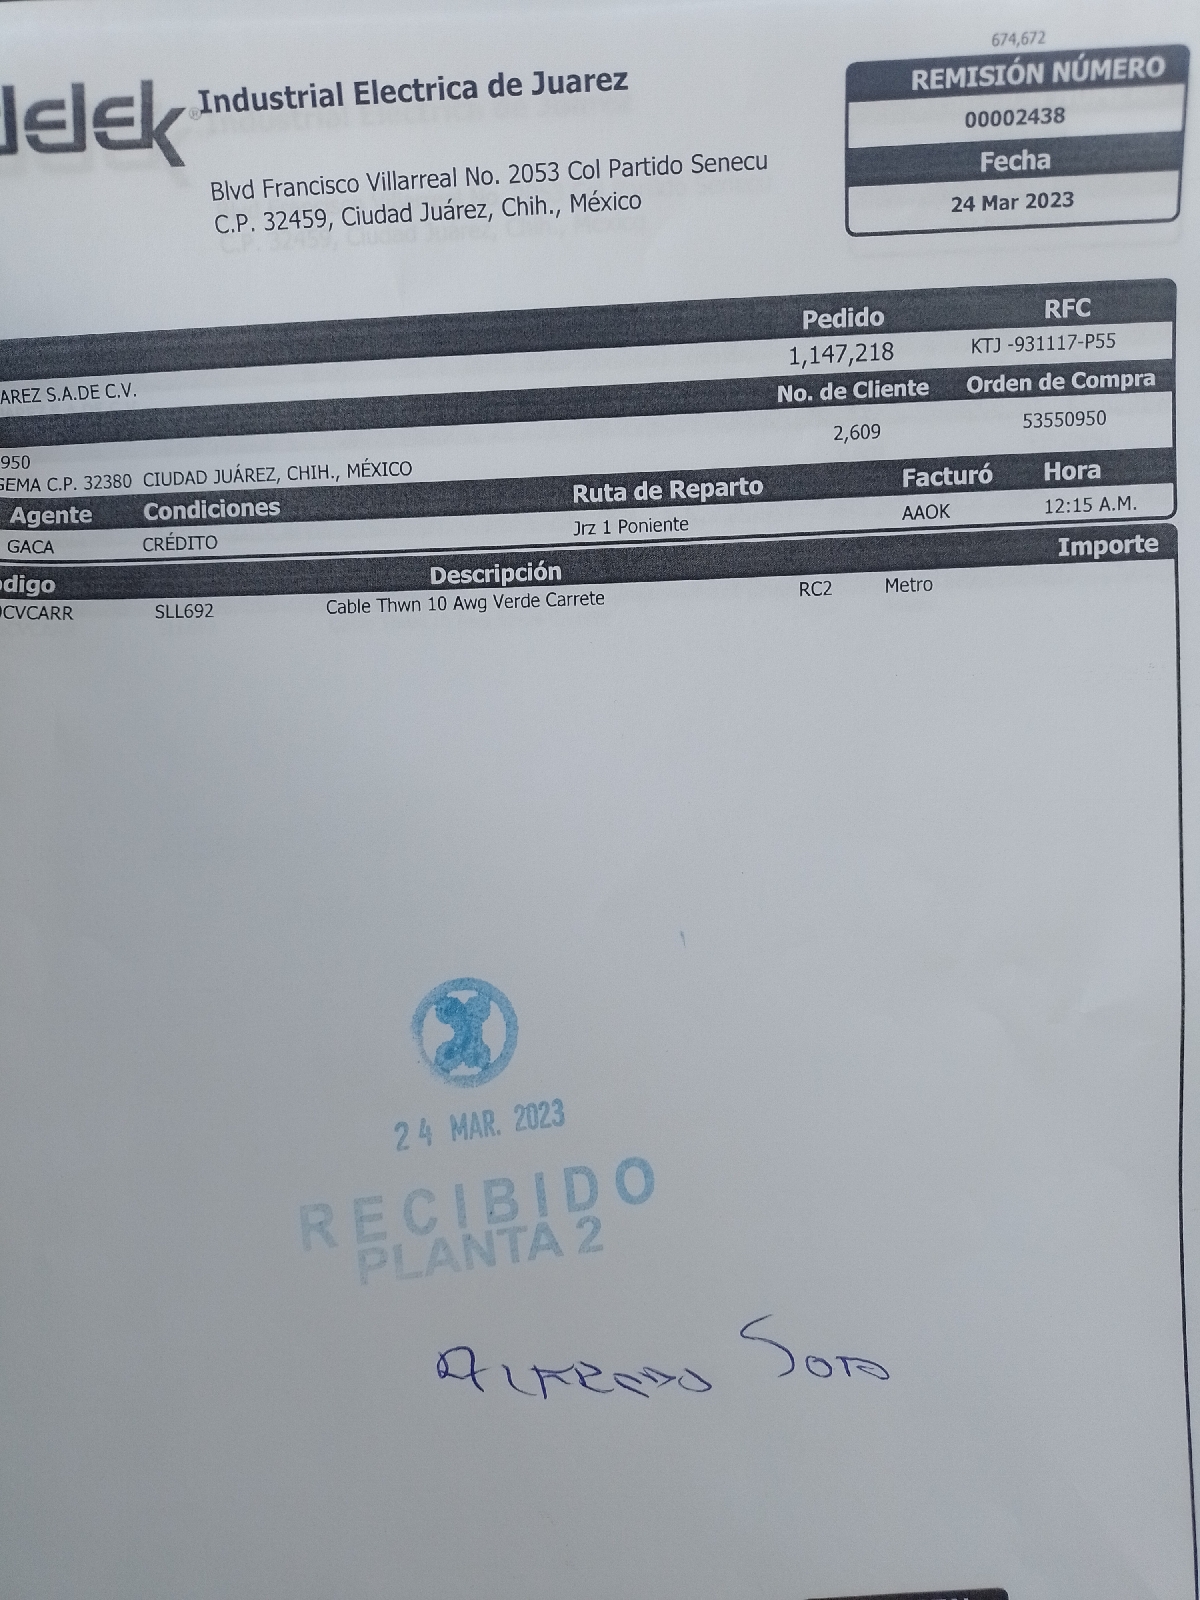 674,672
Industrial Electrica de Juarez
REMISIÓN NÚMERO
00002438
Blvd Francisco Villarreal No. 2053 Col Partido Senecu
C.P. 32459, Ciudad Juárez, Chih., México
Fecha
24 Mar 2023
Pedido RFC
AREZ S.A.DE C.V. 1,147,218 KTJ -931117-P55
No. de Cliente Orden de Compra
950 2,609 53550950
GEMA C.P. 32380 CIUDAD JUÁREZ, CHIH., MÉXICO
Agente Condiciones Ruta de Reparto Facturó Hora
GACA CRÉDITO Jrz 1 Poniente AAOK 12:15 A.M.
odigo Descripción Importe
CVCARR SLL692 Cable Thwn 10 Awg Verde Carrete RC2 Metro
24 MAR. 2023
RECIBIDO
PLANTA 2
ALFREDO SOTO